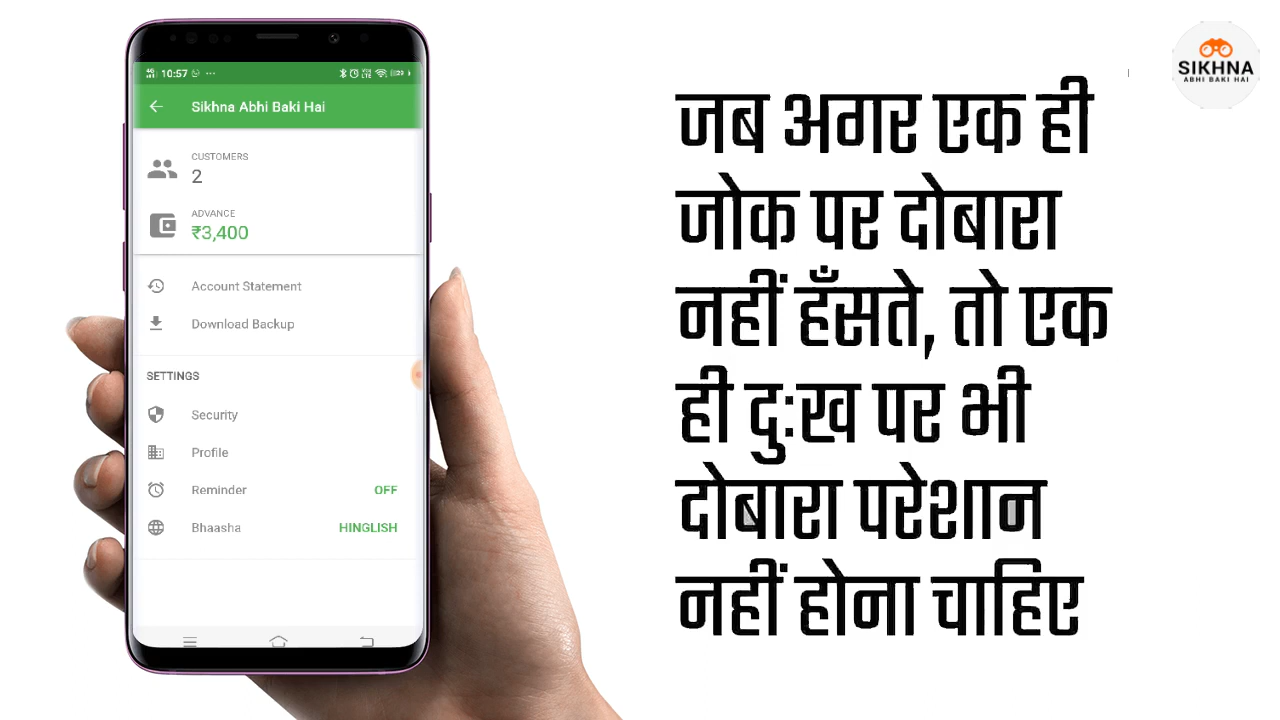 4G 10:57 ...
Sikhna Abhi Baki Hai
CUSTOMERS
2
ADVANCE
₹3,400
Account Statement
Download Backup
SETTINGS
Security
Profile
Reminder OFF
Bhaasha HINGLISH
जब अगर एक ही
जोक पर दोबारा
नहीं हँसते, तो एक
ही दु:ख पर भी
दोबारा परेशान
नहीं होना चाहिए
SIKHNA
ABHI BAKI HAI